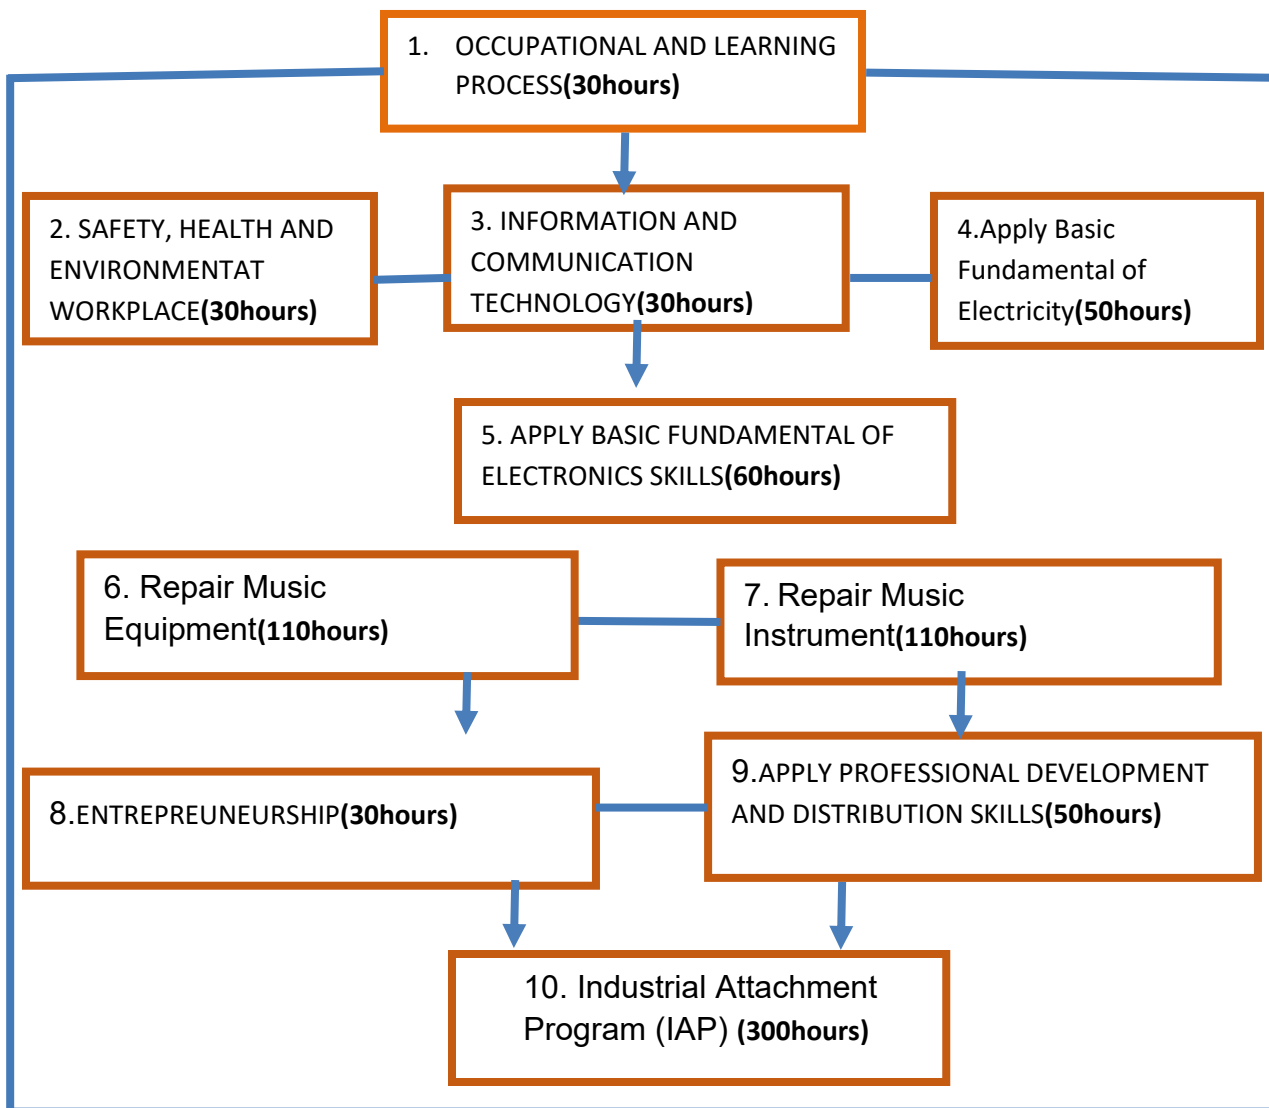 1. OCCUPATIONAL AND LEARNING
PROCESS(30hours)
2. SAFETY, HEALTH AND
ENVIRONMENTAT
WORKPLACE(30hours)
3. INFORMATION AND
COMMUNICATION
TECHNOLOGY(30hours)
4.Apply Basic
Fundamental of
Electricity(50hours)
5. APPLY BASIC FUNDAMENTAL OF
ELECTRONICS SKILLS(60hours)
6. Repair Music
Equipment(110hours)
7. Repair Music
Instrument(110hours)
8.ENTREPREUNEURSHIP(30hours)
9.APPLY PROFESSIONAL DEVELOPMENT
AND DISTRIBUTION SKILLS(50hours)
10. Industrial Attachment
Program (IAP) (300hours)